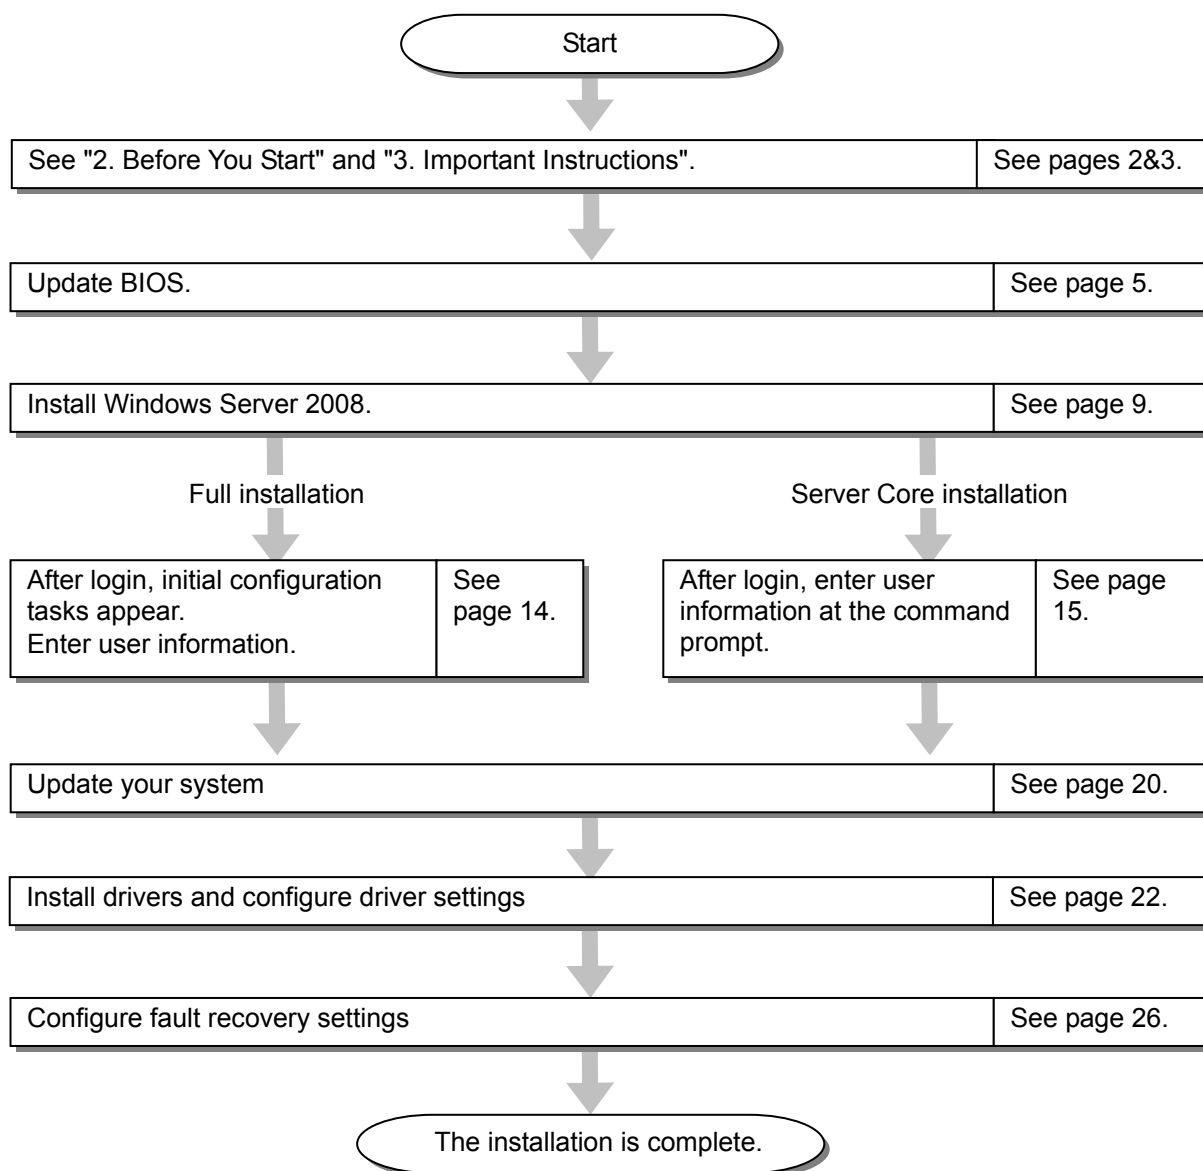 Start
See "2. Before You Start" and "3. Important Instructions".
See pages 2&3.
Update BIOS.
See page 5.
Install Windows Server 2008.
See page 9.
Full installation
Server Core installation
After login, initial configuration
tasks appear.
Enter user information.
See
page 14.
After login, enter user
information at the command
prompt.
See page
15.
Update your system
See page 20.
Install drivers and configure driver settings
See page 22.
Configure fault recovery settings
See page 26.
The installation is complete.